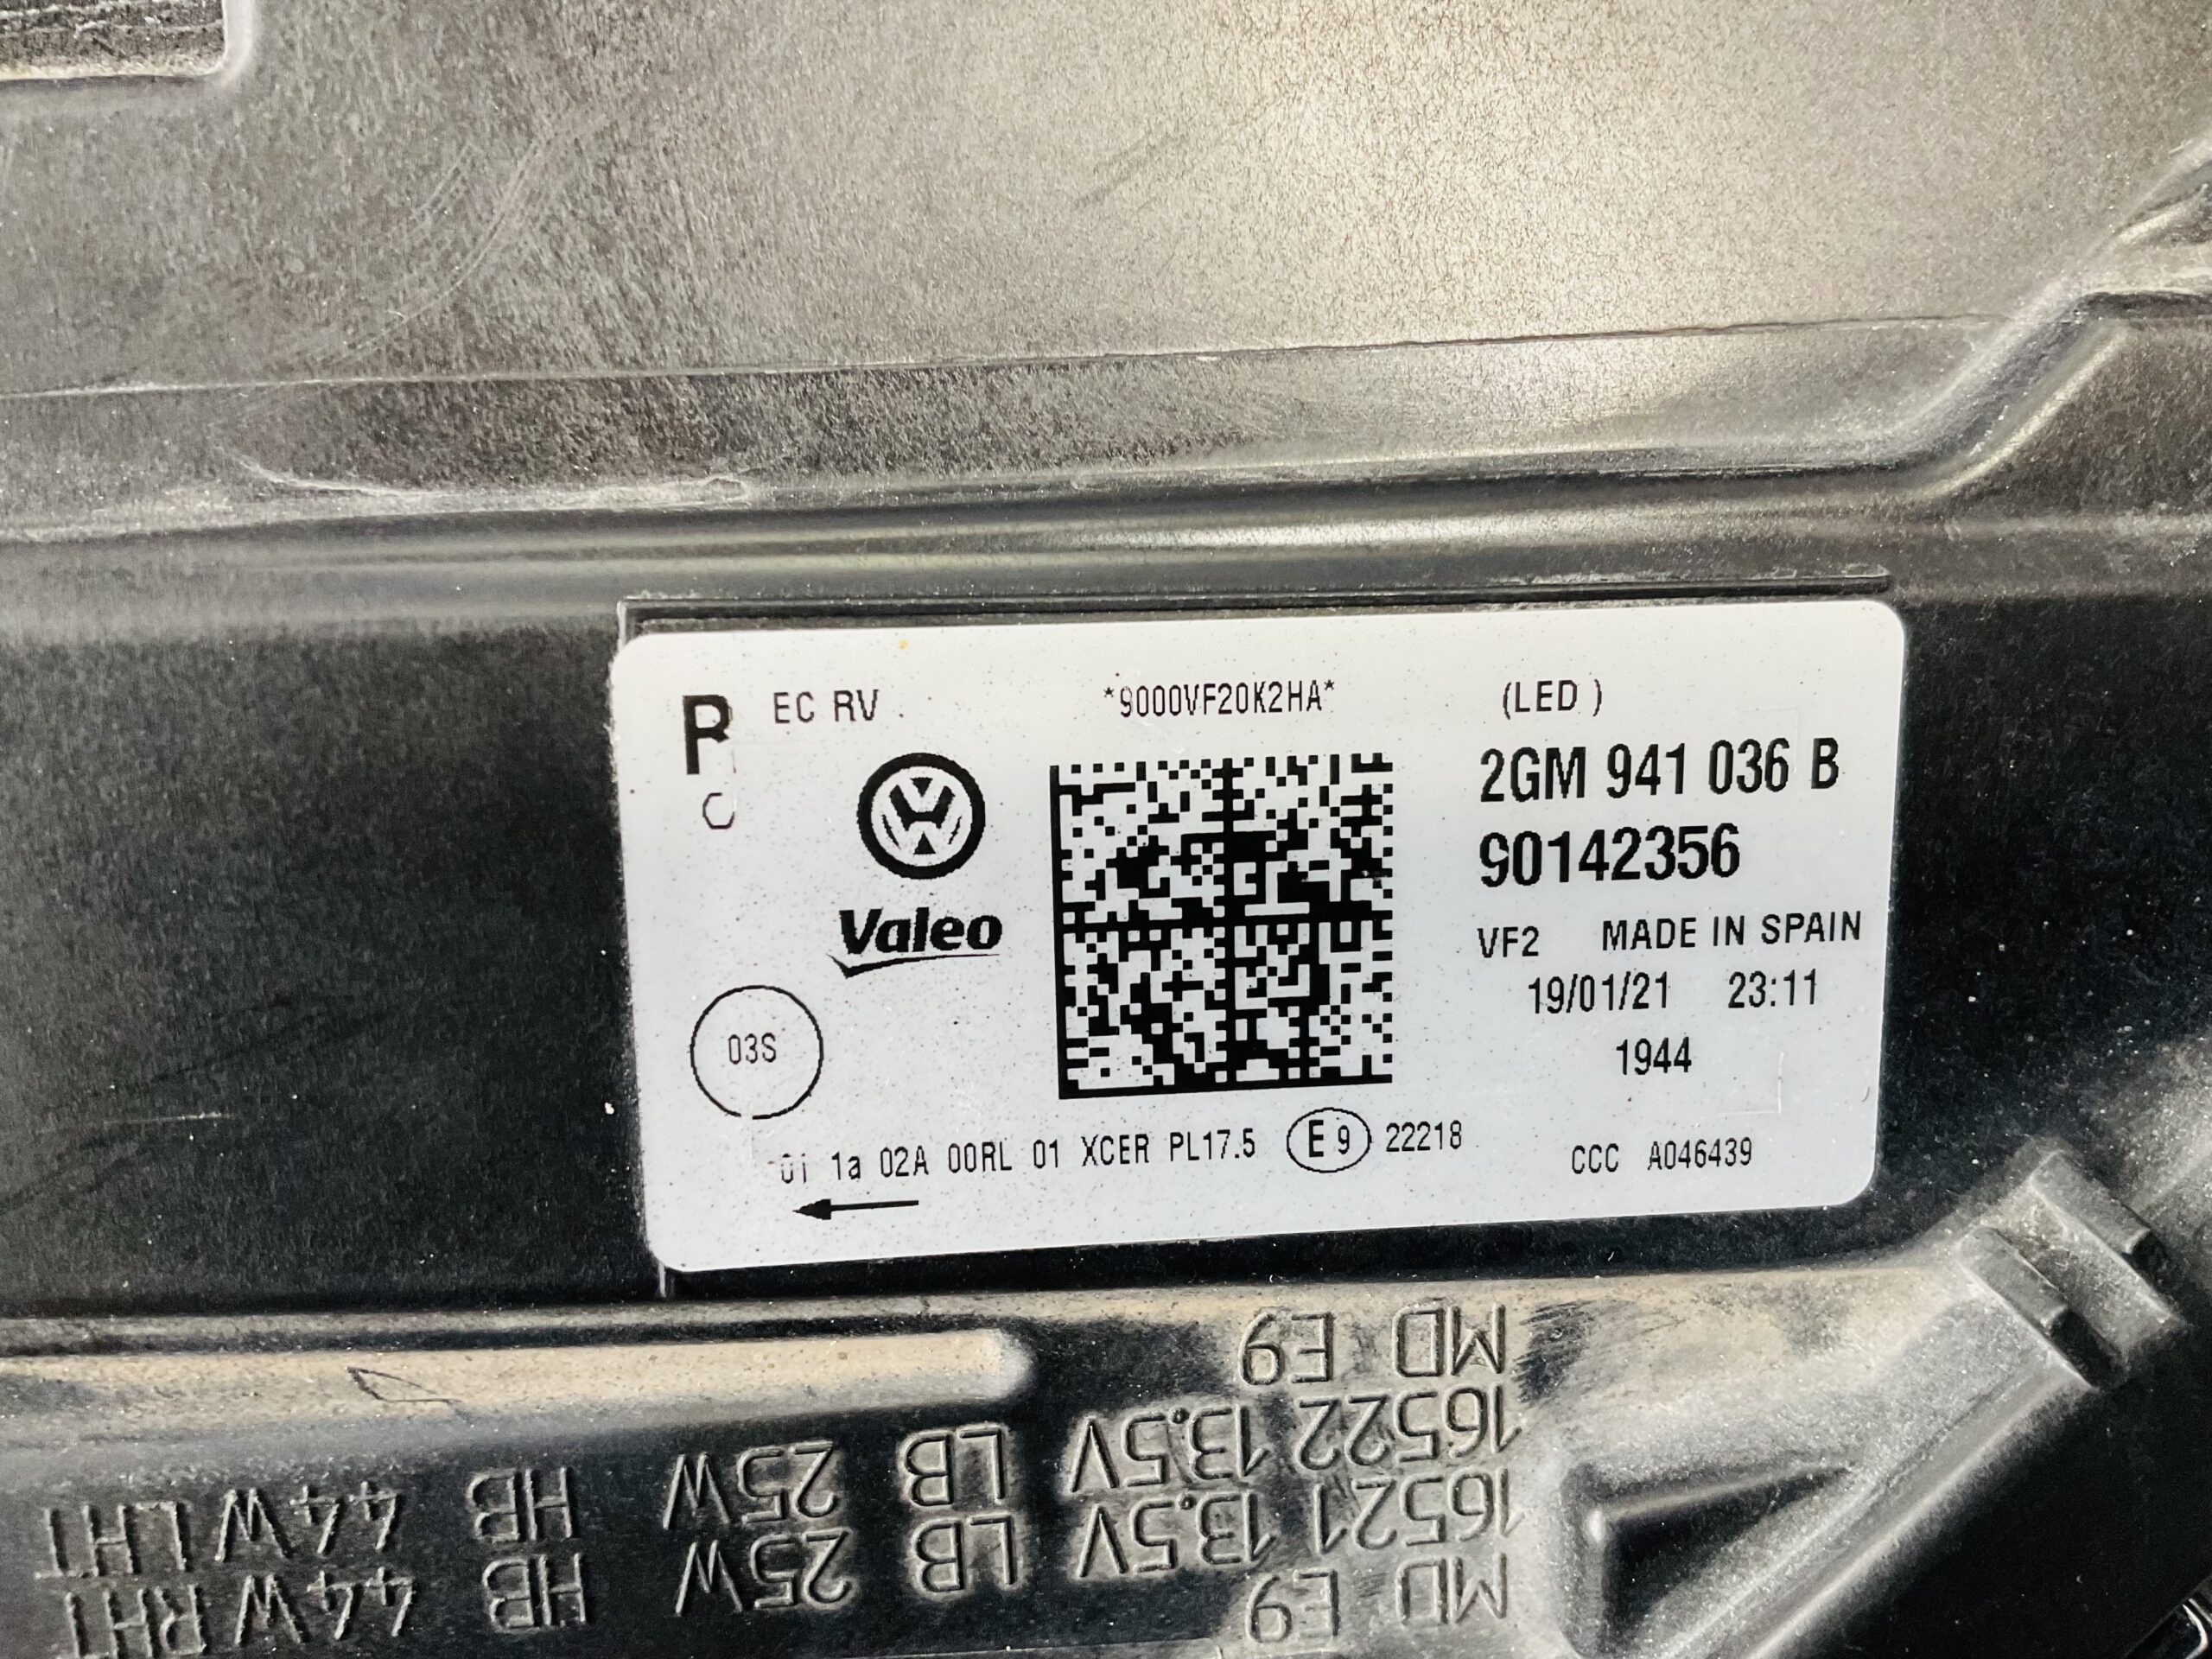 R EC RV *9000VF20K2HA* (LED )
C
2GM 941 036 B
90142356
Valeo
VF2 MADE IN SPAIN
19/01/21 23:11
03S
1944
1a 02A 00RL 01 XCER PL17.5 E9 22218 CCC A046439
MD E9
16521 13.5V LB 25W HB 44W RHT
16522 13.5V LB 25W HB 44W LHT
MD E9